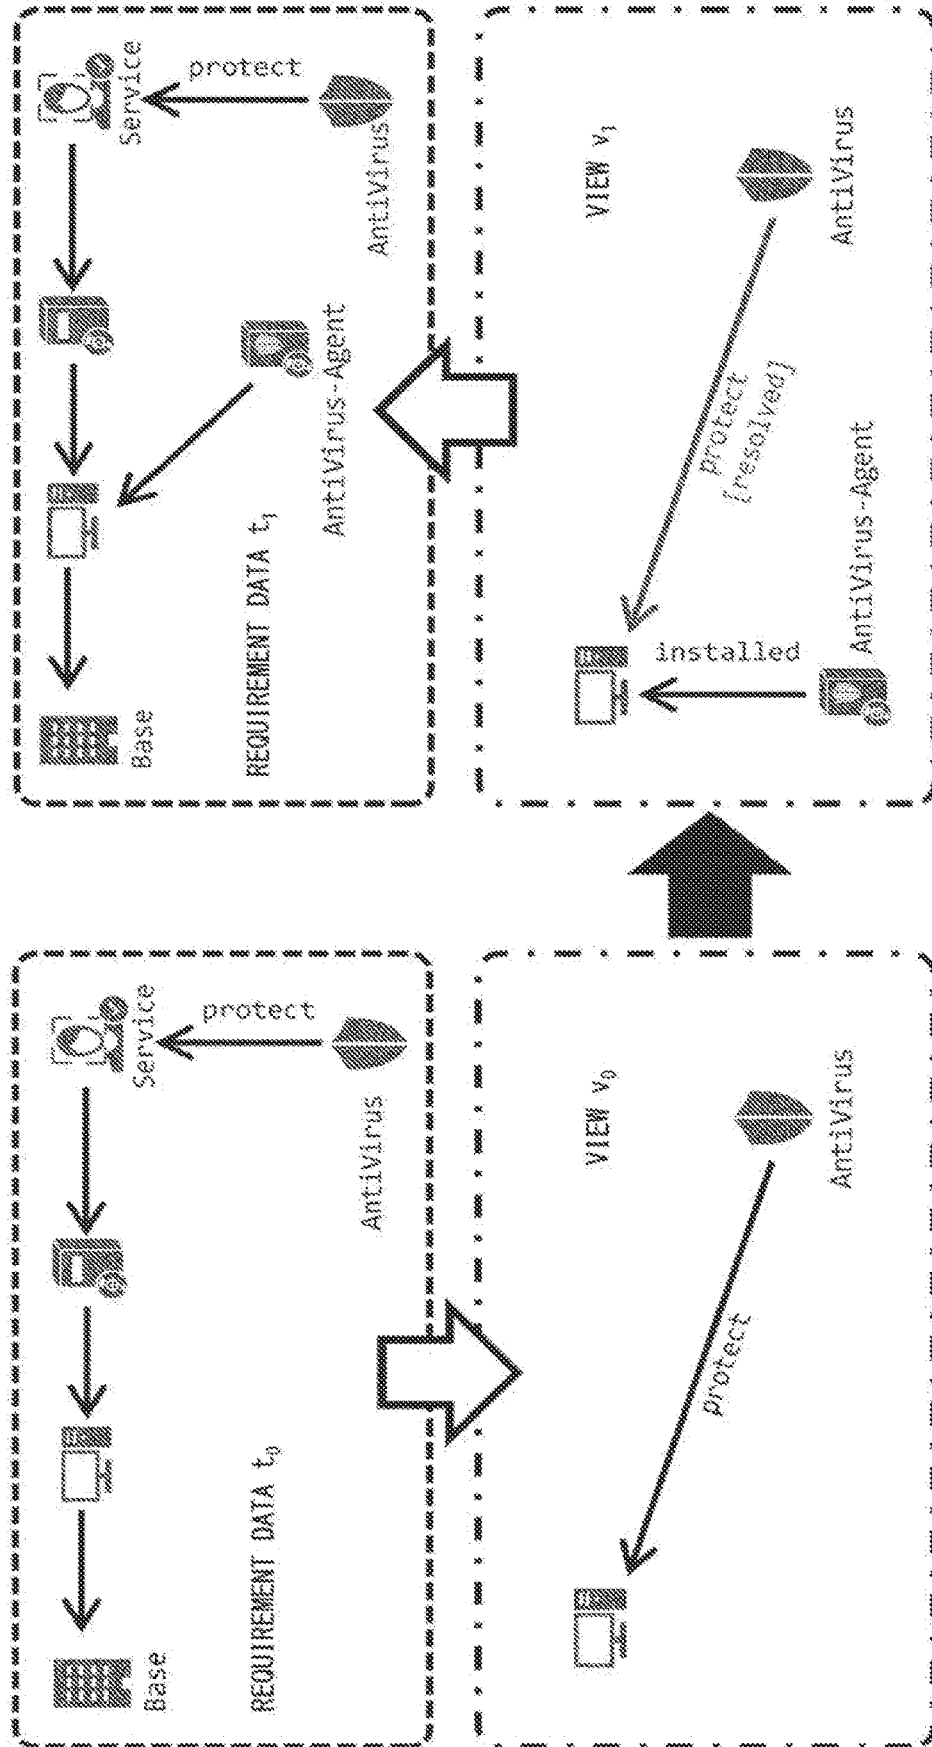 Service
protect
AntiVirus
Base
REQUIREMENT DATA t0
VIEW v0
AntiVirus
protect
Service
protect
AntiVirus
AntiVirus-Agent
Base
REQUIREMENT DATA t1
VIEW v1
AntiVirus
protect
[resolved]
installed
AntiVirus-Agent